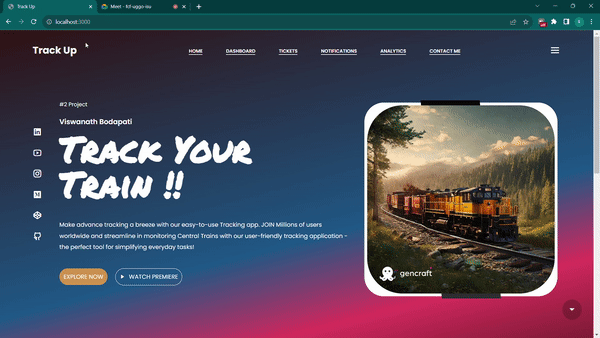 Track Up
Meet - fcf-uggo-isu
localhost:3000
Track Up
HOME
DASHBOARD
TICKETS
NOTIFICATIONS
ANALYTICS
CONTACT ME
#2 Project
Viswanath Bodapati
Track Your
Train !!
Make advance tracking a breeze with our easy-to-use Tracking app. JOIN Millions of users
worldwide and streamline in monitoring Central Trains with our user-friendly tracking application -
the perfect tool for simplifying everyday tasks!
EXPLORE NOW
WATCH PREMIERE
gencraft